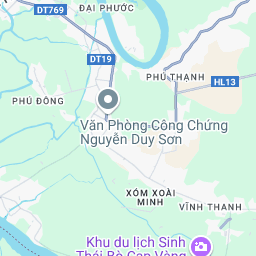 DT769
ĐẠI PHƯỚC
DT19
PHÚ THẠNH
HL13
PHÚ ĐÔNG
Văn Phòng Công Chứng
Nguyễn Duy Sơn
XÓM XOÀI
MINH
VĨNH THANH
Khu du lịch Sinh
Thái Bò Cạp Vàng